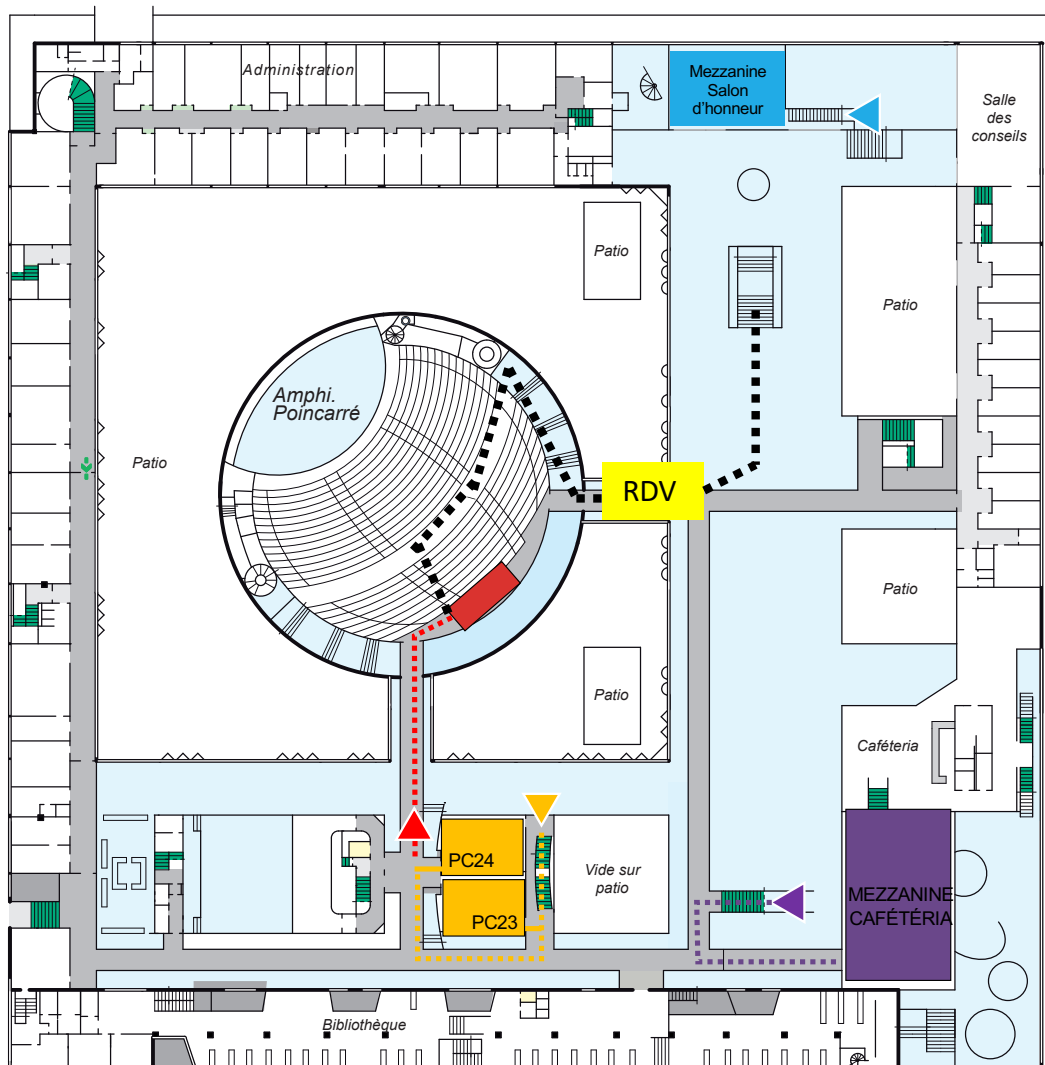 Administration
Mezzanine
Salon
d'honneur
Salle
des
conseils
Patio
Patio
Amphi.
Poincarré
Patio
RDV
Patio
Patio
Caféteria
PC24
Vide sur
patio
PC23
MEZZANINE
CAFÉTÉRIA
Bibliothèque